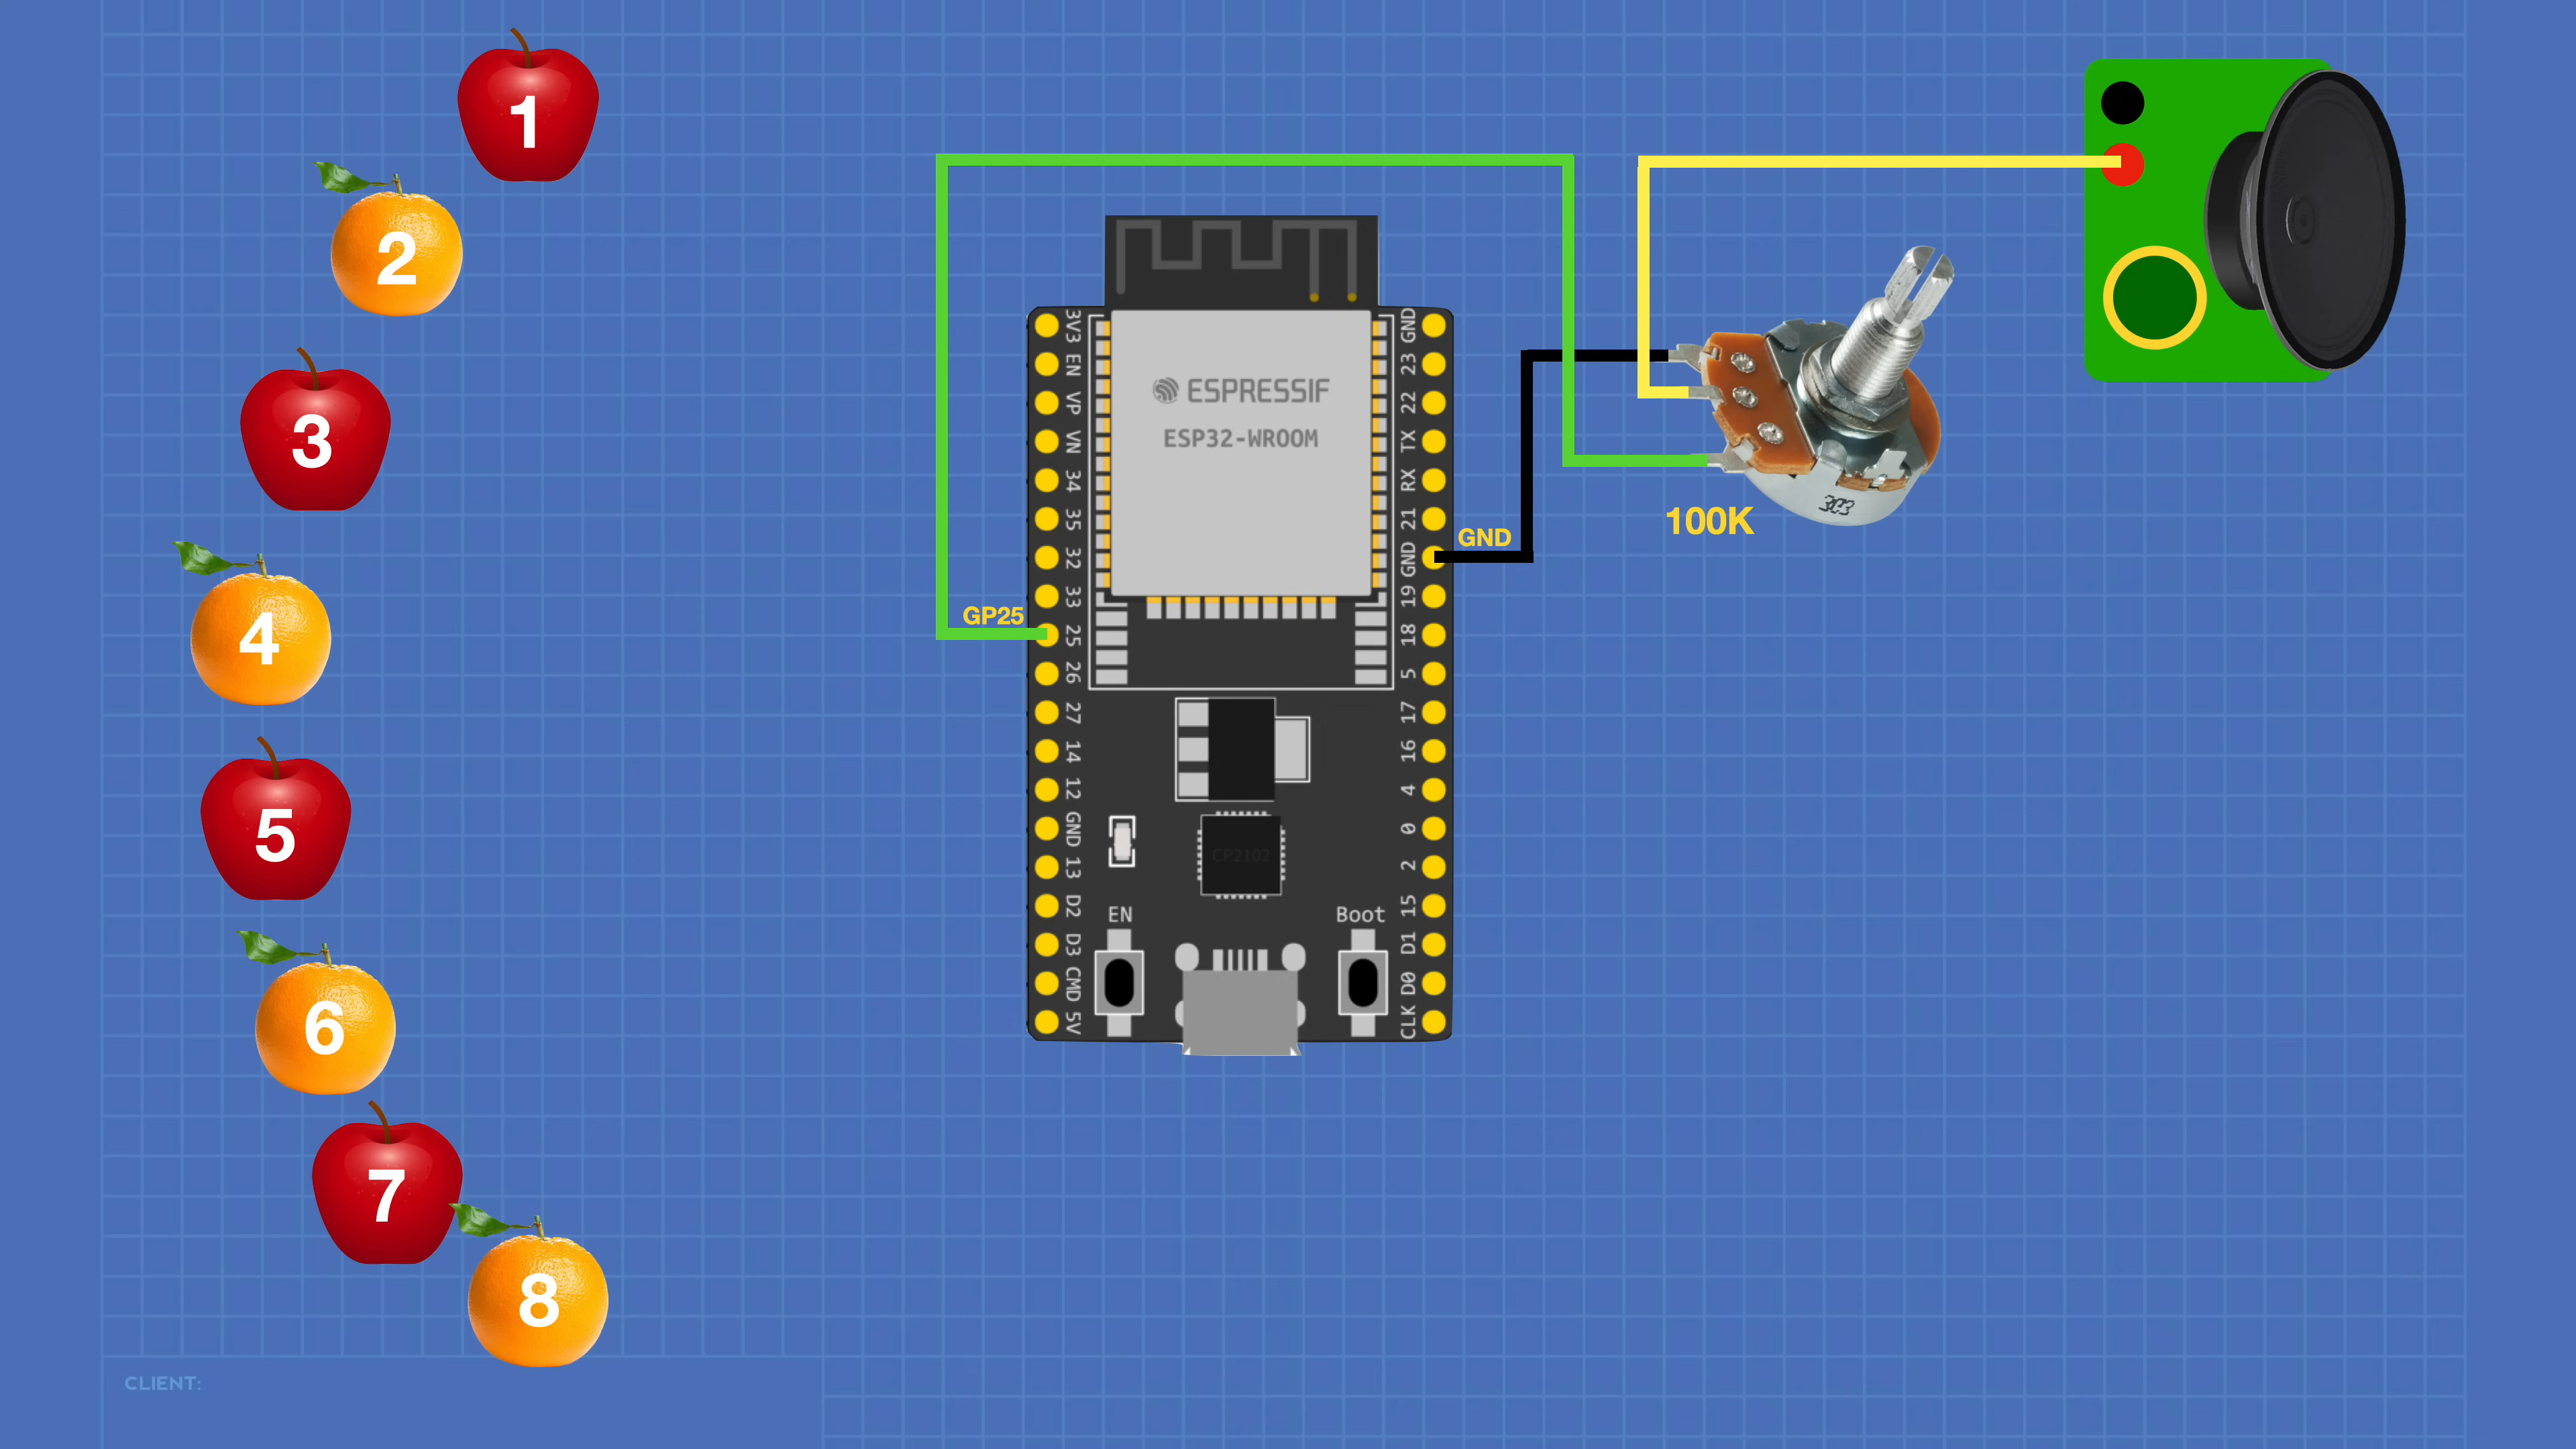 1
2
3
4
5
6
7
8
CLIENT:
GP25
3V3
EN
VP
VN
34
35
32
33
25
26
27
14
12
GND
13
D2
D3
CMD
5V
ESPRESSIF
ESP32-WROOM
CP2102
EN
Boot
GND
23
22
TX
RX
21
GND
19
18
5
17
16
4
0
2
15
D1
D0
CLK
GND
100K